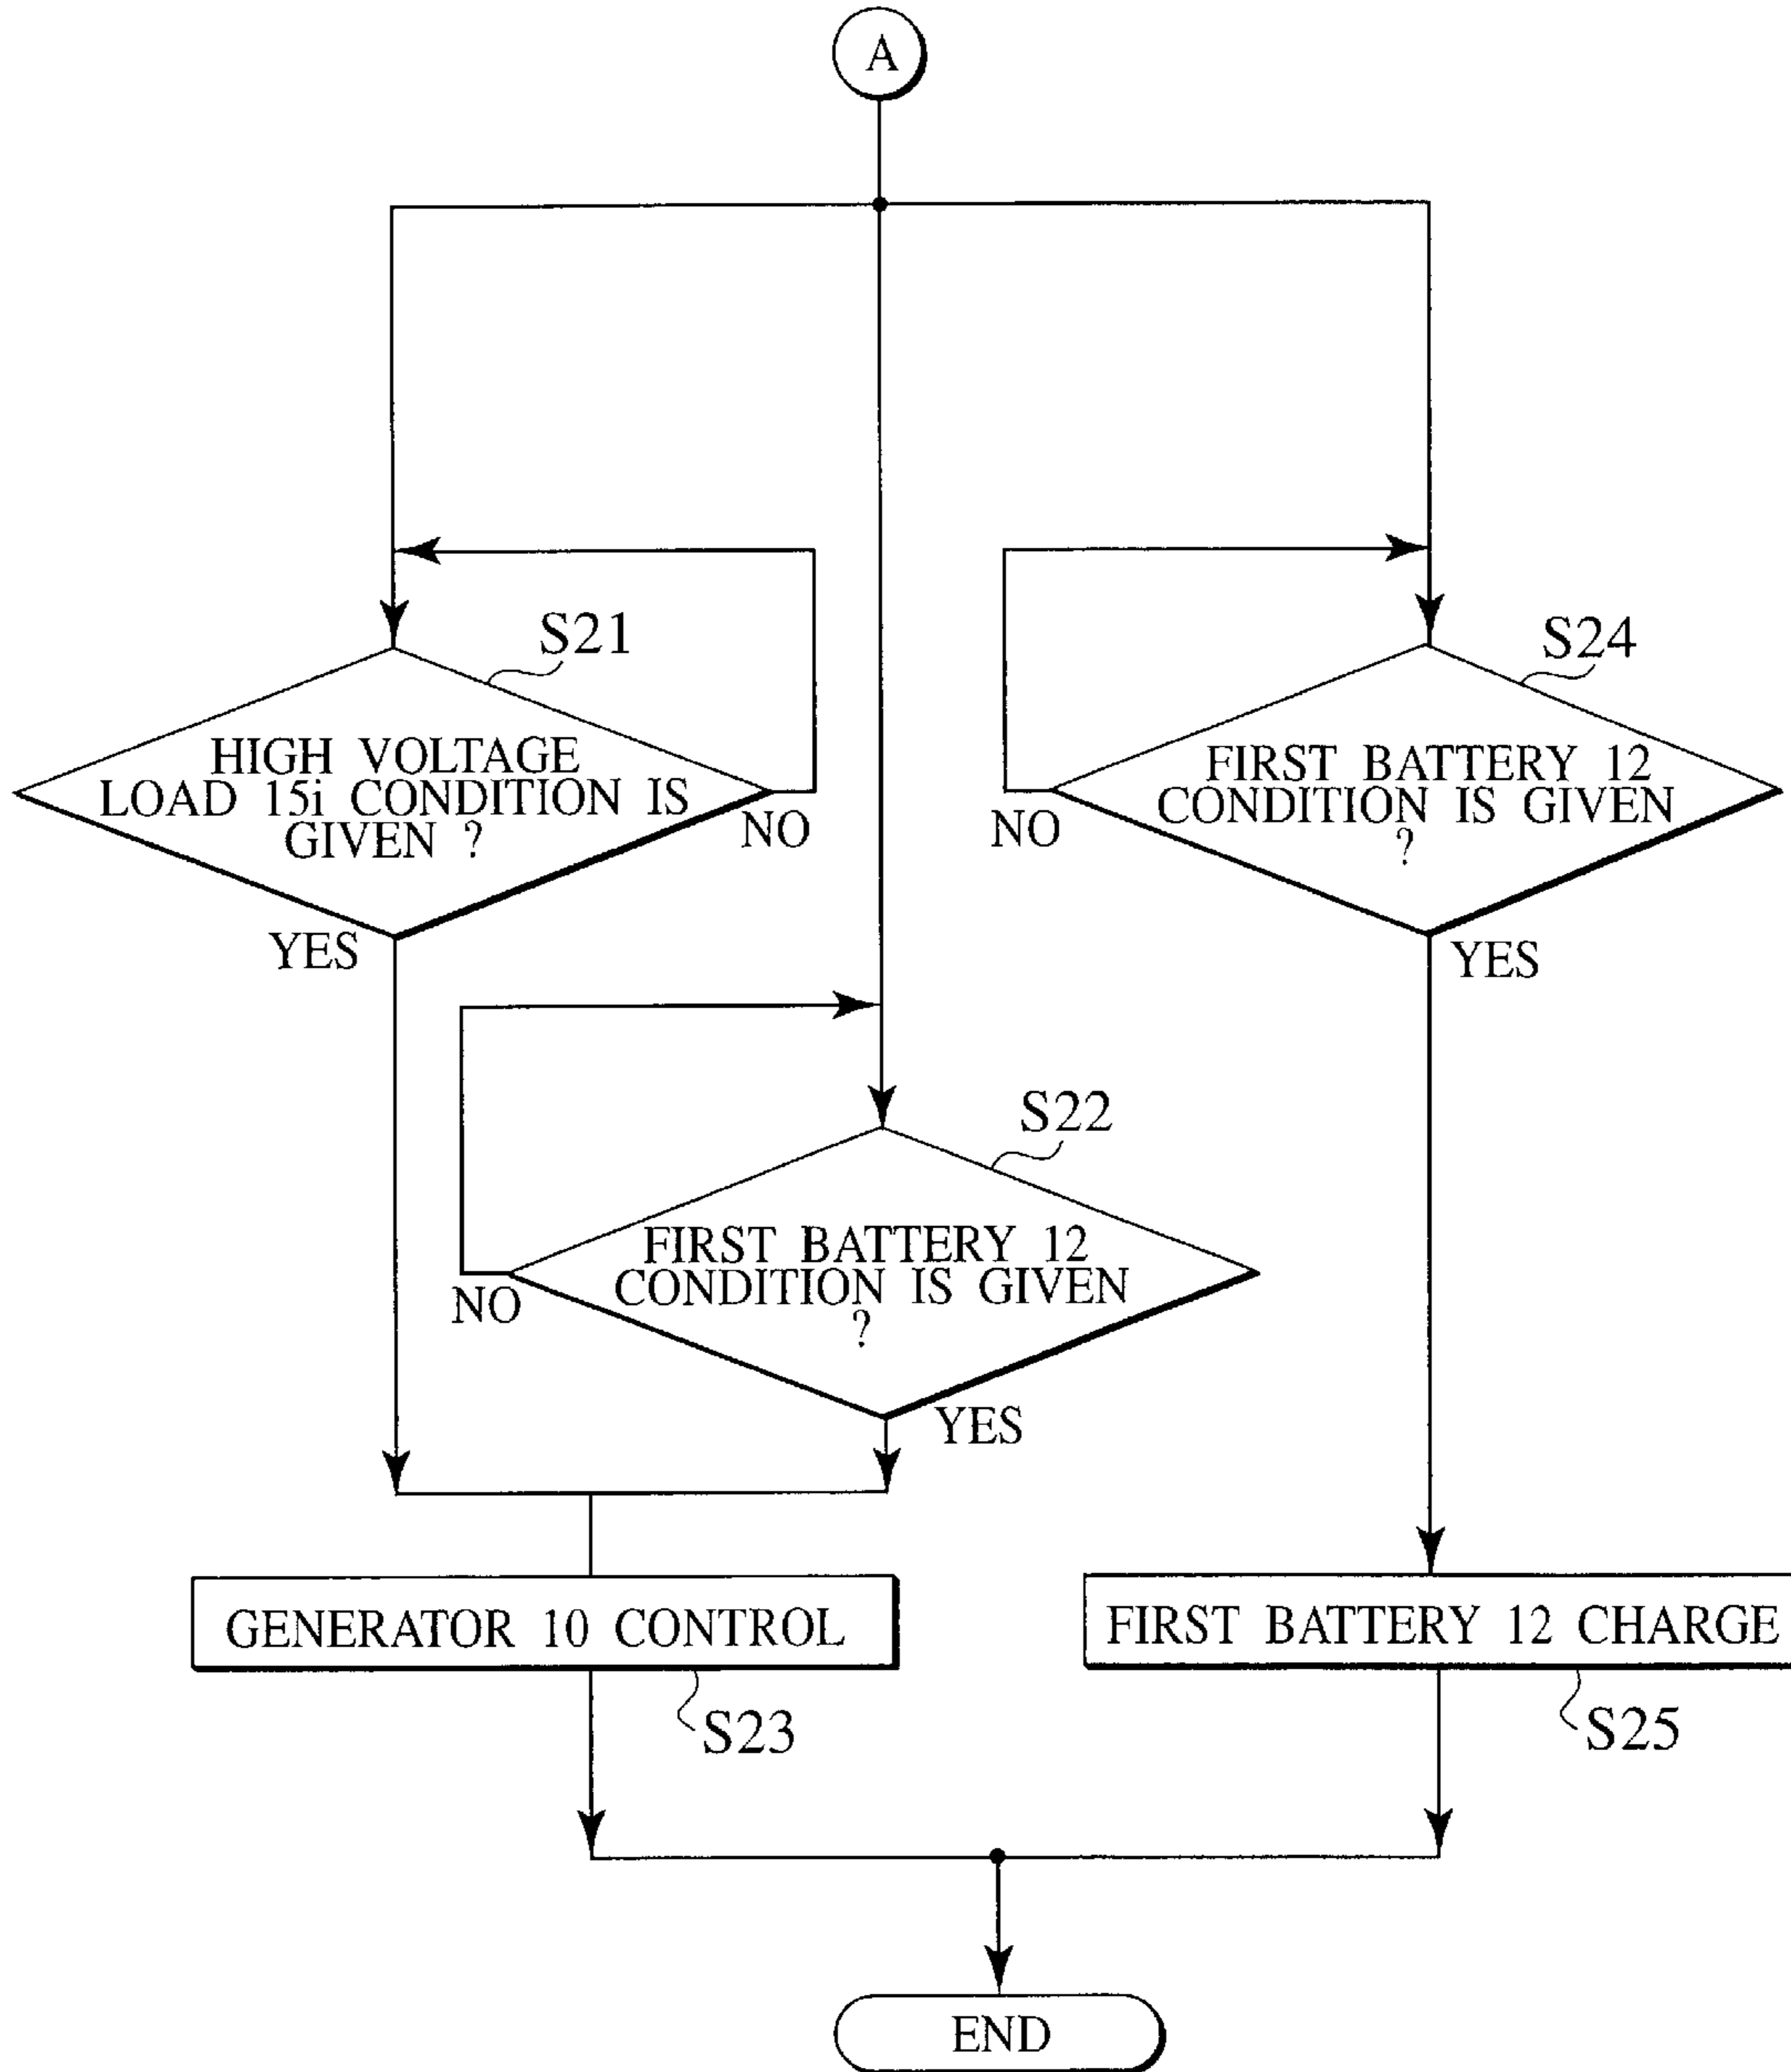 A
S21
HIGH VOLTAGE
LOAD 15i CONDITION IS
GIVEN ?
NO
YES
S24
FIRST BATTERY 12
CONDITION IS GIVEN
?
NO
YES
S22
FIRST BATTERY 12
CONDITION IS GIVEN
?
NO
YES
GENERATOR 10 CONTROL
S23
FIRST BATTERY 12 CHARGE
S25
END